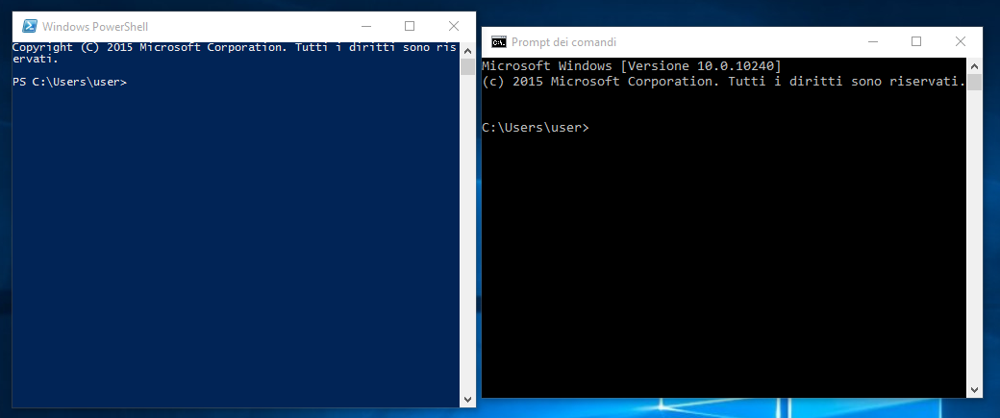 Windows PowerShell
Copyright (C) 2015 Microsoft Corporation. Tutti i diritti sono ris
ervati.
PS C:\Users\user>
Prompt dei comandi
Microsoft Windows [Versione 10.0.10240]
(c) 2015 Microsoft Corporation. Tutti i diritti sono riservati.
C:\Users\user>